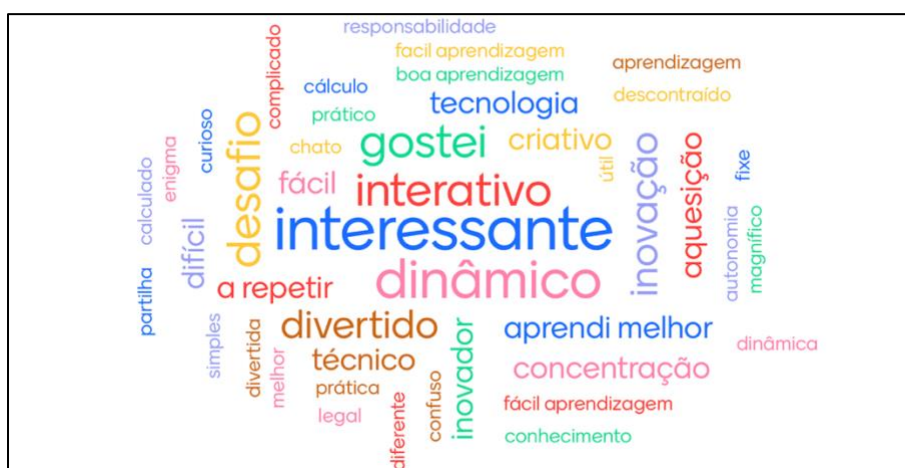 responsabilidade
facil aprendizagem
boa aprendizagem
aprendizagem
complicado
cálculo
tecnologia
descontraído
prático
curioso
desafio
gostei
criativo
chato
útil
inovação
aquesição
fixe
enigma
calculado
fácil
interativo
interessante
difícil
autonomia
magnífico
partilha
a repetir
dinâmico
simples
divertida
melhor
divertido
inovador
aprendi melhor
dinâmica
técnico
concentração
prática
confuso
diferente
fácil aprendizagem
legal
conhecimento